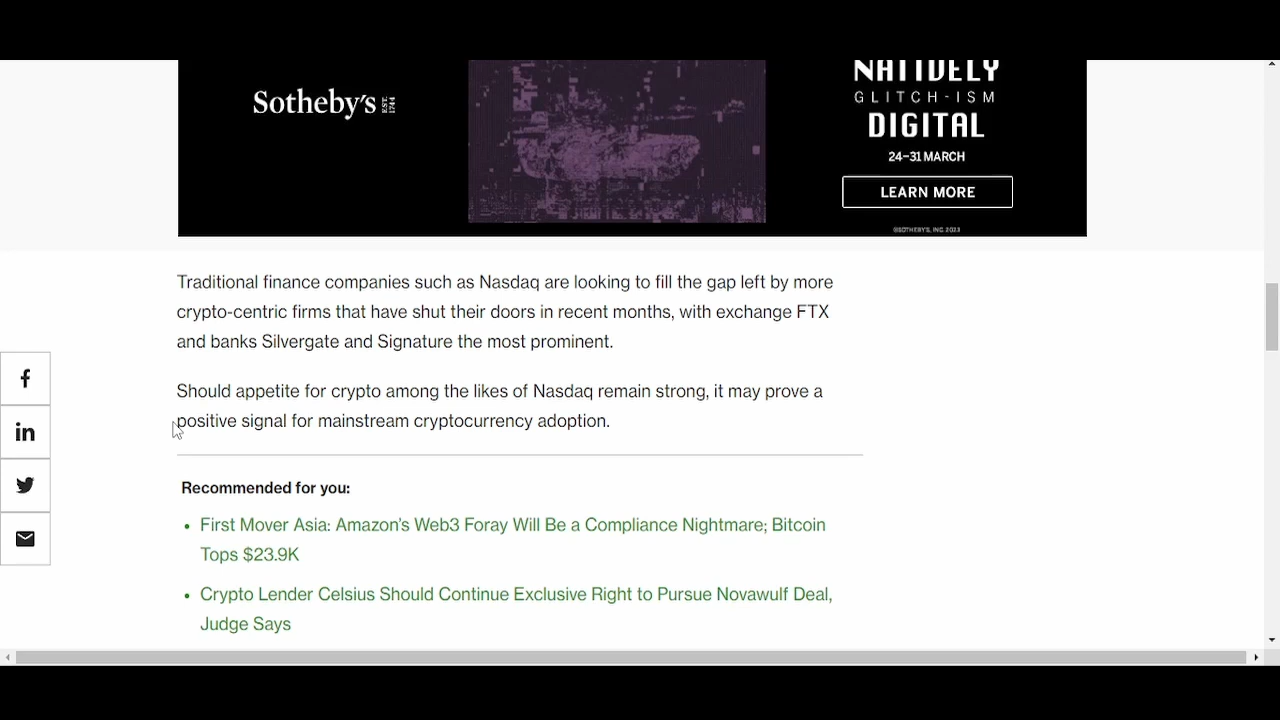 Sotheby's EST. 1744
NATIVELY
GLITCH-ISM
DIGITAL
24–31 MARCH
LEARN MORE
©SOTHEBY'S, INC. 2023
Traditional finance companies such as Nasdaq are looking to fill the gap left by more
crypto-centric firms that have shut their doors in recent months, with exchange FTX
and banks Silvergate and Signature the most prominent.
Should appetite for crypto among the likes of Nasdaq remain strong, it may prove a
positive signal for mainstream cryptocurrency adoption.
Recommended for you:
• First Mover Asia: Amazon's Web3 Foray Will Be a Compliance Nightmare; Bitcoin
Tops $23.9K
• Crypto Lender Celsius Should Continue Exclusive Right to Pursue Novawulf Deal,
Judge Says